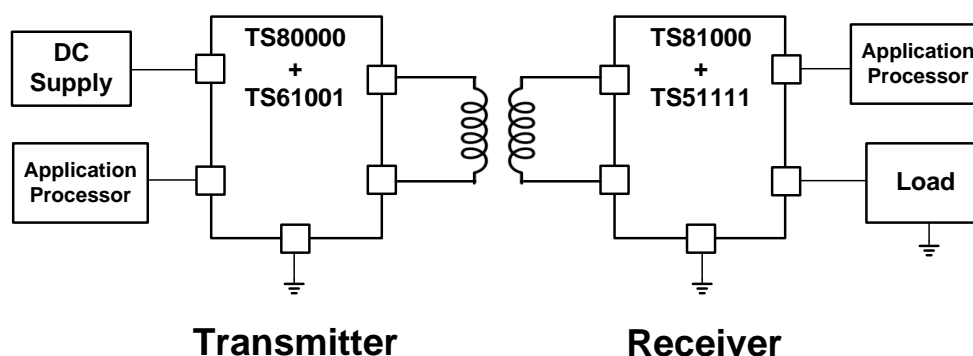 DC
Supply
Application
Processor
TS80000
+
TS61001
TS81000
+
TS51111
Application
Processor
Load
Transmitter
Receiver